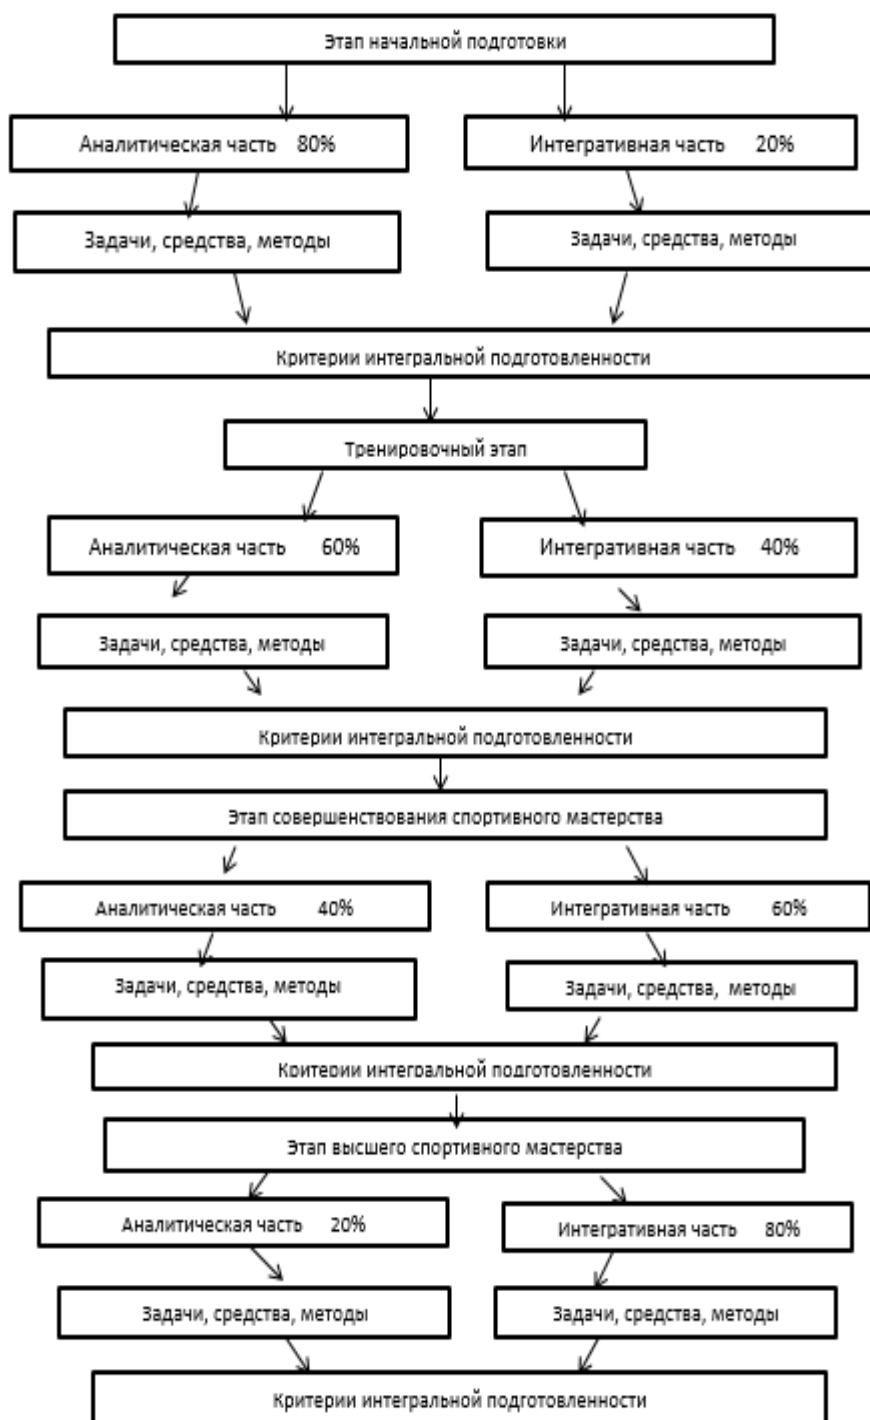 Этап начальной подготовки
Аналитическая часть 80%
Интегративная часть 20%
Задачи, средства, методы
Задачи, средства, методы
Критерии интегральной подготовленности
Тренировочный этап
Аналитическая часть 60%
Интегративная часть 40%
Задачи, средства, методы
Задачи, средства, методы
Критерии интегральной подготовленности
Этап совершенствования спортивного мастерства
Аналитическая часть 40%
Интегративная часть 60%
Задачи, средства, методы
Задачи, средства, методы
Критерии интегральной подготовленности
Этап высшего спортивного мастерства
Аналитическая часть 20%
Интегративная часть 80%
Задачи, средства, методы
Задачи, средства, методы
Критерии интегральной подготовленности